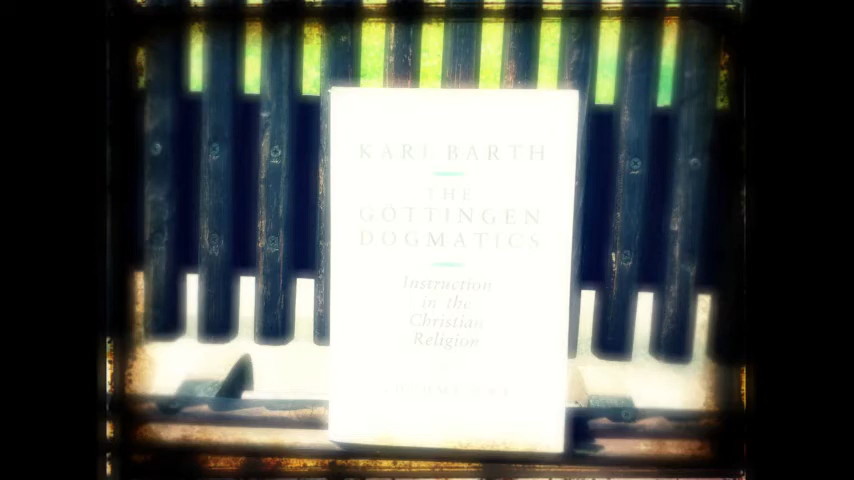 KARL BARTH
THE
GÖTTINGEN
DOGMATICS
Instruction
in the
Christian
Religion